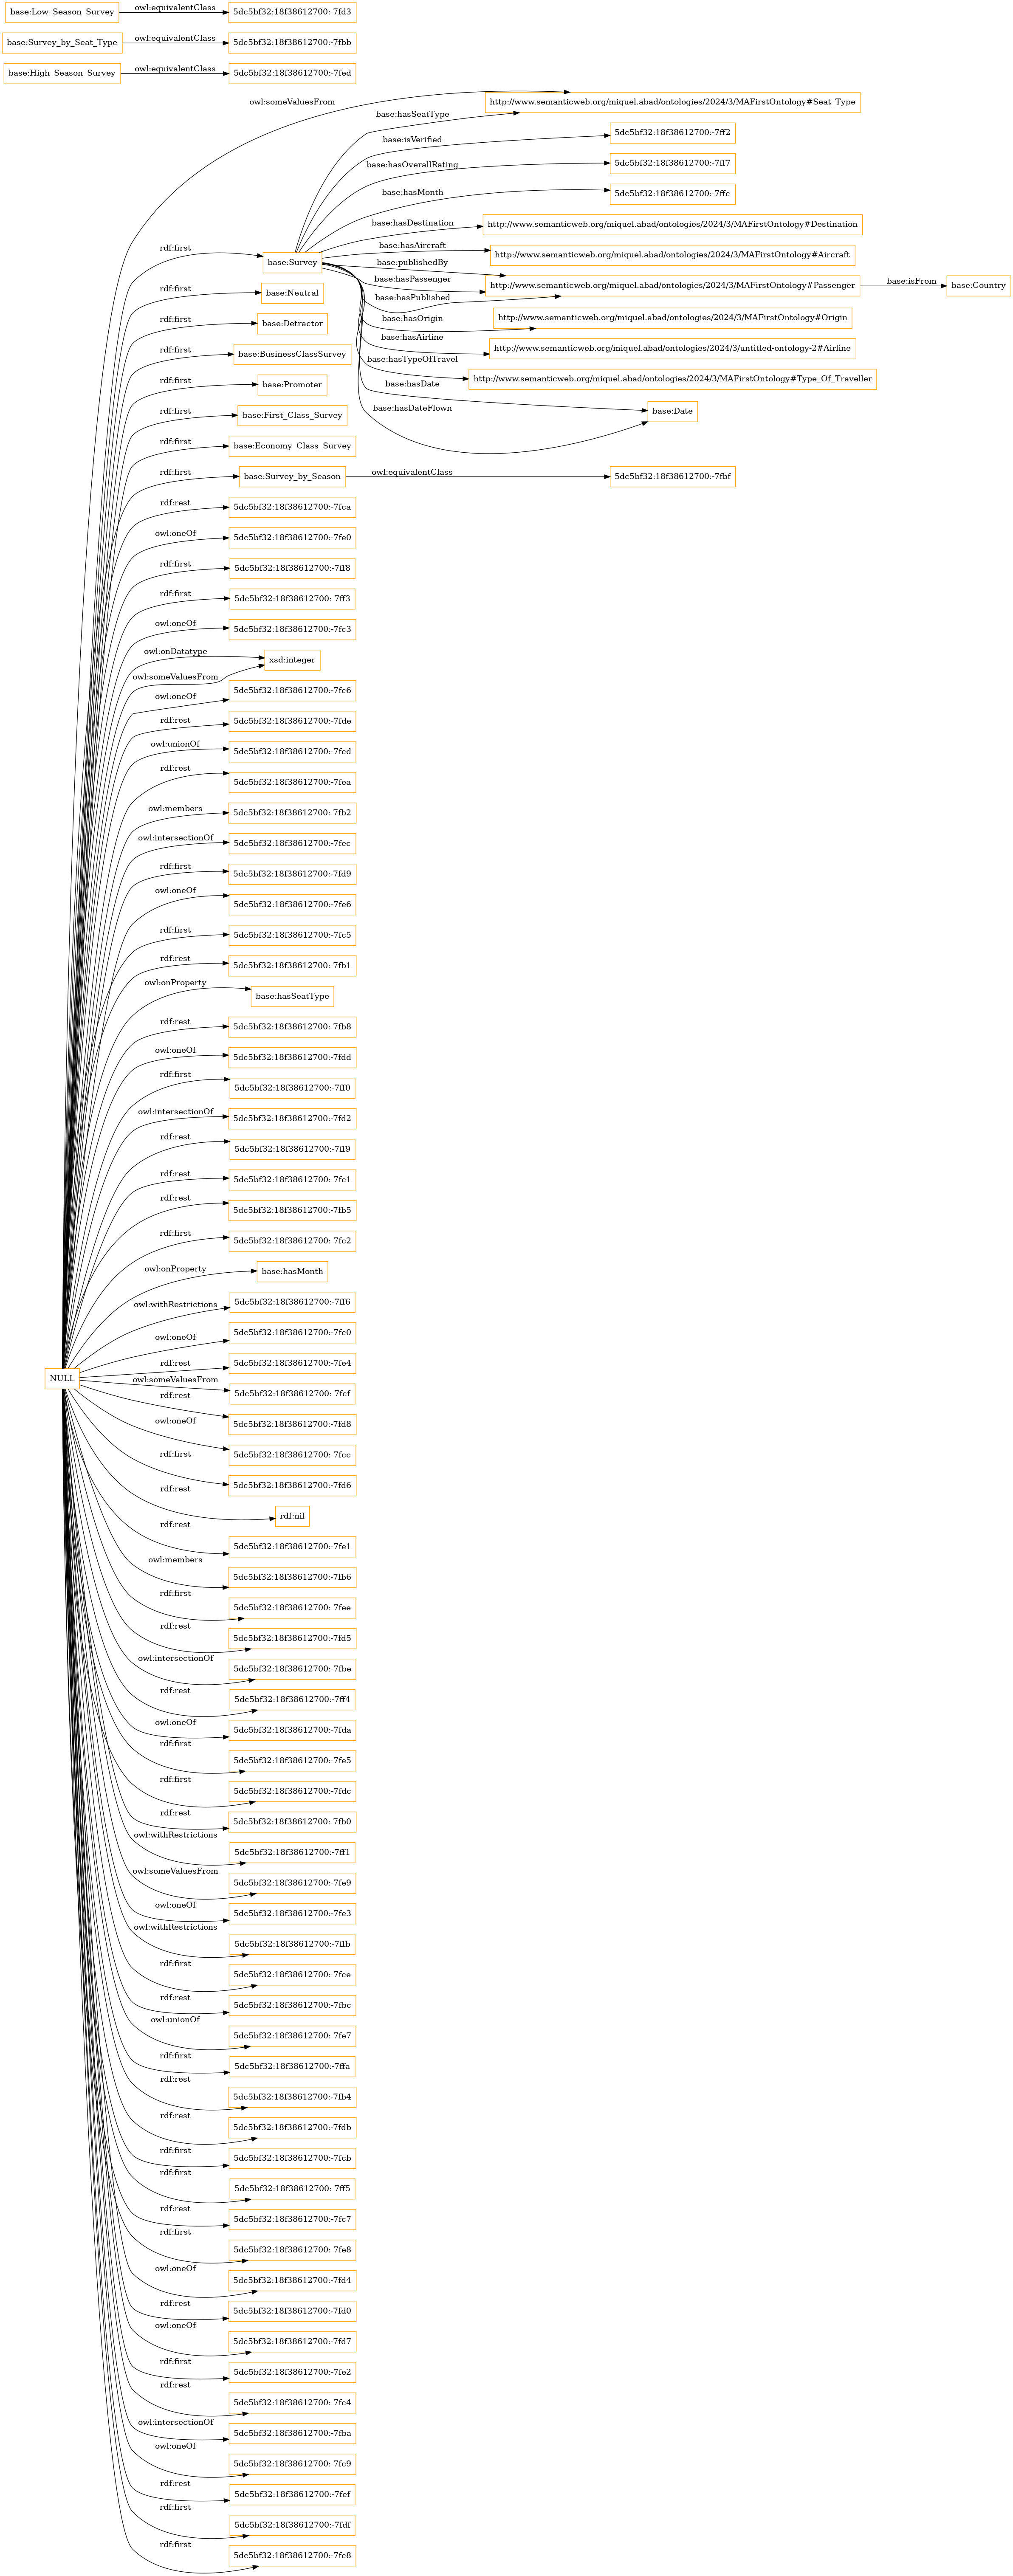 base:Low_Season_Survey
owl:equivalentClass
5dc5bf32:18f38612700:-7fd3
base:Survey_by_Seat_Type
owl:equivalentClass
5dc5bf32:18f38612700:-7fbb
base:High_Season_Survey
owl:equivalentClass
5dc5bf32:18f38612700:-7fed
owl:someValuesFrom
http://www.semanticweb.org/miquel.abad/ontologies/2024/3/MAFirstOntology#Seat_Type
base:hasSeatType
base:isVerified
5dc5bf32:18f38612700:-7ff2
base:hasOverallRating
5dc5bf32:18f38612700:-7ff7
base:hasMonth
5dc5bf32:18f38612700:-7ffc
base:hasDestination
http://www.semanticweb.org/miquel.abad/ontologies/2024/3/MAFirstOntology#Destination
base:hasAircraft
http://www.semanticweb.org/miquel.abad/ontologies/2024/3/MAFirstOntology#Aircraft
rdf:first
base:Survey
base:publishedBy
base:hasPassenger
http://www.semanticweb.org/miquel.abad/ontologies/2024/3/MAFirstOntology#Passenger
base:isFrom
base:Country
base:hasPublished
rdf:first
base:Neutral
base:hasOrigin
http://www.semanticweb.org/miquel.abad/ontologies/2024/3/MAFirstOntology#Origin
rdf:first
base:Detractor
base:hasAirline
http://www.semanticweb.org/miquel.abad/ontologies/2024/3/untitled-ontology-2#Airline
rdf:first
base:BusinessClassSurvey
base:hasTypeOfTravel
http://www.semanticweb.org/miquel.abad/ontologies/2024/3/MAFirstOntology#Type_Of_Traveller
rdf:first
base:Promoter
base:hasDate
base:Date
base:hasDateFlown
rdf:first
base:First_Class_Survey
rdf:first
base:Economy_Class_Survey
rdf:first
base:Survey_by_Season
owl:equivalentClass
5dc5bf32:18f38612700:-7fbf
rdf:rest
5dc5bf32:18f38612700:-7fca
owl:oneOf
5dc5bf32:18f38612700:-7fe0
rdf:first
5dc5bf32:18f38612700:-7ff8
rdf:first
5dc5bf32:18f38612700:-7ff3
owl:oneOf
5dc5bf32:18f38612700:-7fc3
owl:onDatatype
xsd:integer
owl:someValuesFrom
owl:oneOf
5dc5bf32:18f38612700:-7fc6
rdf:rest
5dc5bf32:18f38612700:-7fde
owl:unionOf
5dc5bf32:18f38612700:-7fcd
rdf:rest
5dc5bf32:18f38612700:-7fea
owl:members
5dc5bf32:18f38612700:-7fb2
owl:intersectionOf
5dc5bf32:18f38612700:-7fec
rdf:first
5dc5bf32:18f38612700:-7fd9
owl:oneOf
5dc5bf32:18f38612700:-7fe6
rdf:first
5dc5bf32:18f38612700:-7fc5
rdf:rest
5dc5bf32:18f38612700:-7fb1
owl:onProperty
base:hasSeatType
rdf:rest
5dc5bf32:18f38612700:-7fb8
owl:oneOf
5dc5bf32:18f38612700:-7fdd
rdf:first
5dc5bf32:18f38612700:-7ff0
owl:intersectionOf
5dc5bf32:18f38612700:-7fd2
rdf:rest
5dc5bf32:18f38612700:-7ff9
rdf:rest
5dc5bf32:18f38612700:-7fc1
rdf:rest
5dc5bf32:18f38612700:-7fb5
rdf:first
5dc5bf32:18f38612700:-7fc2
owl:onProperty
base:hasMonth
owl:withRestrictions
5dc5bf32:18f38612700:-7ff6
owl:oneOf
5dc5bf32:18f38612700:-7fc0
rdf:rest
5dc5bf32:18f38612700:-7fe4
NULL
owl:someValuesFrom
5dc5bf32:18f38612700:-7fcf
rdf:rest
5dc5bf32:18f38612700:-7fd8
owl:oneOf
5dc5bf32:18f38612700:-7fcc
rdf:first
5dc5bf32:18f38612700:-7fd6
rdf:rest
rdf:nil
rdf:rest
5dc5bf32:18f38612700:-7fe1
owl:members
5dc5bf32:18f38612700:-7fb6
rdf:first
5dc5bf32:18f38612700:-7fee
rdf:rest
5dc5bf32:18f38612700:-7fd5
owl:intersectionOf
5dc5bf32:18f38612700:-7fbe
rdf:rest
5dc5bf32:18f38612700:-7ff4
owl:oneOf
5dc5bf32:18f38612700:-7fda
rdf:first
5dc5bf32:18f38612700:-7fe5
rdf:first
5dc5bf32:18f38612700:-7fdc
rdf:rest
5dc5bf32:18f38612700:-7fb0
owl:withRestrictions
5dc5bf32:18f38612700:-7ff1
owl:someValuesFrom
5dc5bf32:18f38612700:-7fe9
owl:oneOf
5dc5bf32:18f38612700:-7fe3
owl:withRestrictions
5dc5bf32:18f38612700:-7ffb
rdf:first
5dc5bf32:18f38612700:-7fce
rdf:rest
5dc5bf32:18f38612700:-7fbc
owl:unionOf
5dc5bf32:18f38612700:-7fe7
rdf:first
5dc5bf32:18f38612700:-7ffa
rdf:rest
5dc5bf32:18f38612700:-7fb4
rdf:rest
5dc5bf32:18f38612700:-7fdb
rdf:first
5dc5bf32:18f38612700:-7fcb
rdf:first
5dc5bf32:18f38612700:-7ff5
rdf:rest
5dc5bf32:18f38612700:-7fc7
rdf:first
5dc5bf32:18f38612700:-7fe8
owl:oneOf
5dc5bf32:18f38612700:-7fd4
rdf:rest
5dc5bf32:18f38612700:-7fd0
owl:oneOf
5dc5bf32:18f38612700:-7fd7
rdf:first
5dc5bf32:18f38612700:-7fe2
rdf:rest
5dc5bf32:18f38612700:-7fc4
owl:intersectionOf
5dc5bf32:18f38612700:-7fba
owl:oneOf
5dc5bf32:18f38612700:-7fc9
rdf:rest
5dc5bf32:18f38612700:-7fef
rdf:first
5dc5bf32:18f38612700:-7fdf
rdf:first
5dc5bf32:18f38612700:-7fc8